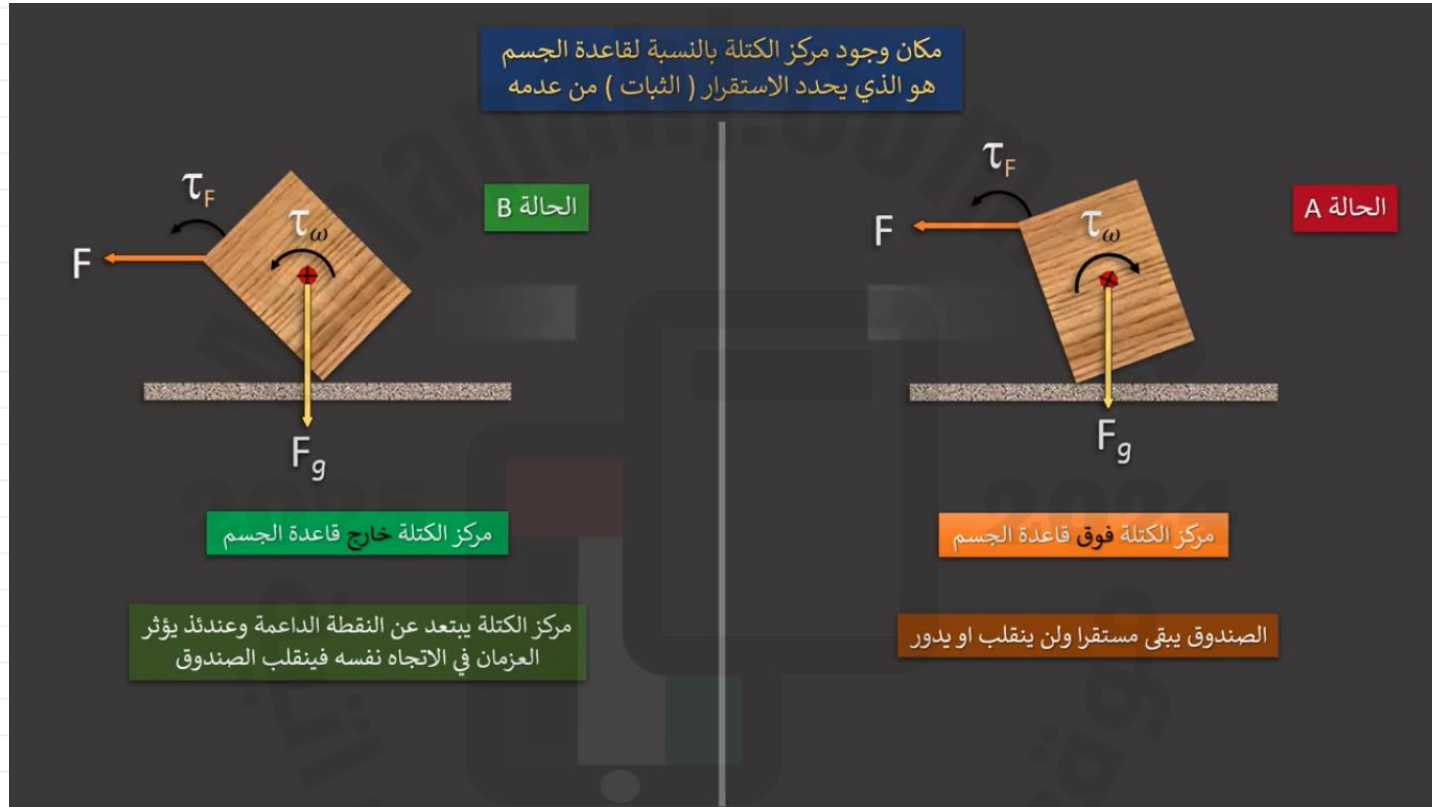 مكان وجود مركز الكتلة بالنسبة لقاعدة الجسم
هو الذي يحدد الاستقرار ( الثبات ) من عدمه
الحالة A
τF
τω
F
Fg
مركز الكتلة فوق قاعدة الجسم
الصندوق يبقى مستقرا ولن ينقلب او يدور
الحالة B
τF
τω
F
Fg
مركز الكتلة خارج قاعدة الجسم
مركز الكتلة يبتعد عن النقطة الداعمة وعندئذ يؤثر
العزمان في الاتجاه نفسه فينقلب الصندوق
2025
2024